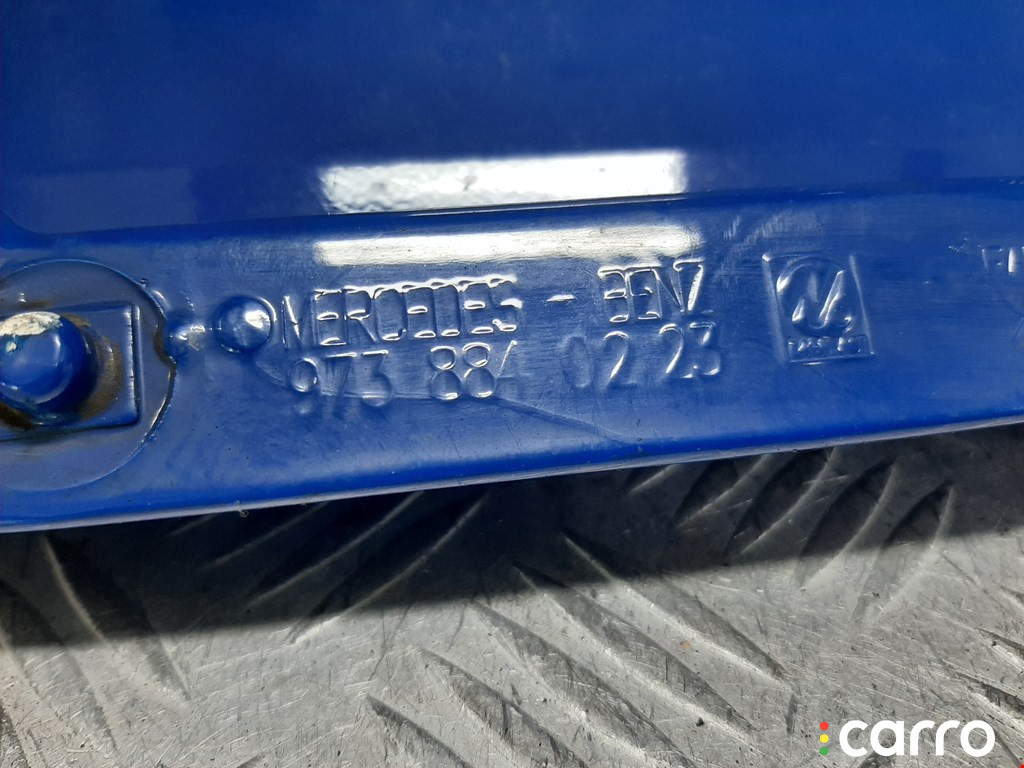 MERCEDES - BENZ
973 884 02 23
carro